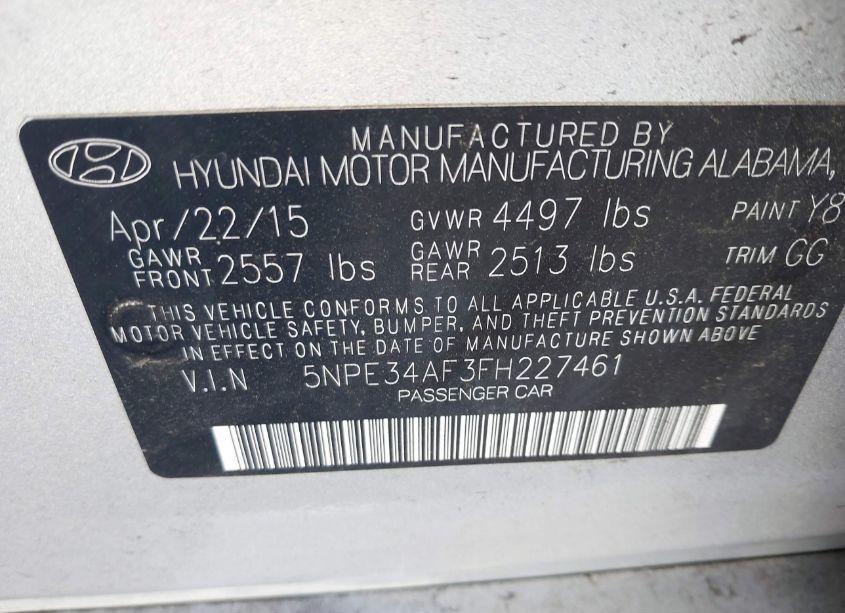 MANUFACTURED BY
HYUNDAI MOTOR MANUFACTURING ALABAMA,
Apr/22/15 GVWR 4497 lbs PAINT Y8
GAWR FRONT 2557 lbs GAWR REAR 2513 lbs TRIM GG
THIS VEHICLE CONFORMS TO ALL APPLICABLE U.S.A. FEDERAL
MOTOR VEHICLE SAFETY, BUMPER, AND THEFT PREVENTION STANDARDS
IN EFFECT ON THE DATE OF MANUFACTURE SHOWN ABOVE
V.I.N 5NPE34AF3FH227461
PASSENGER CAR